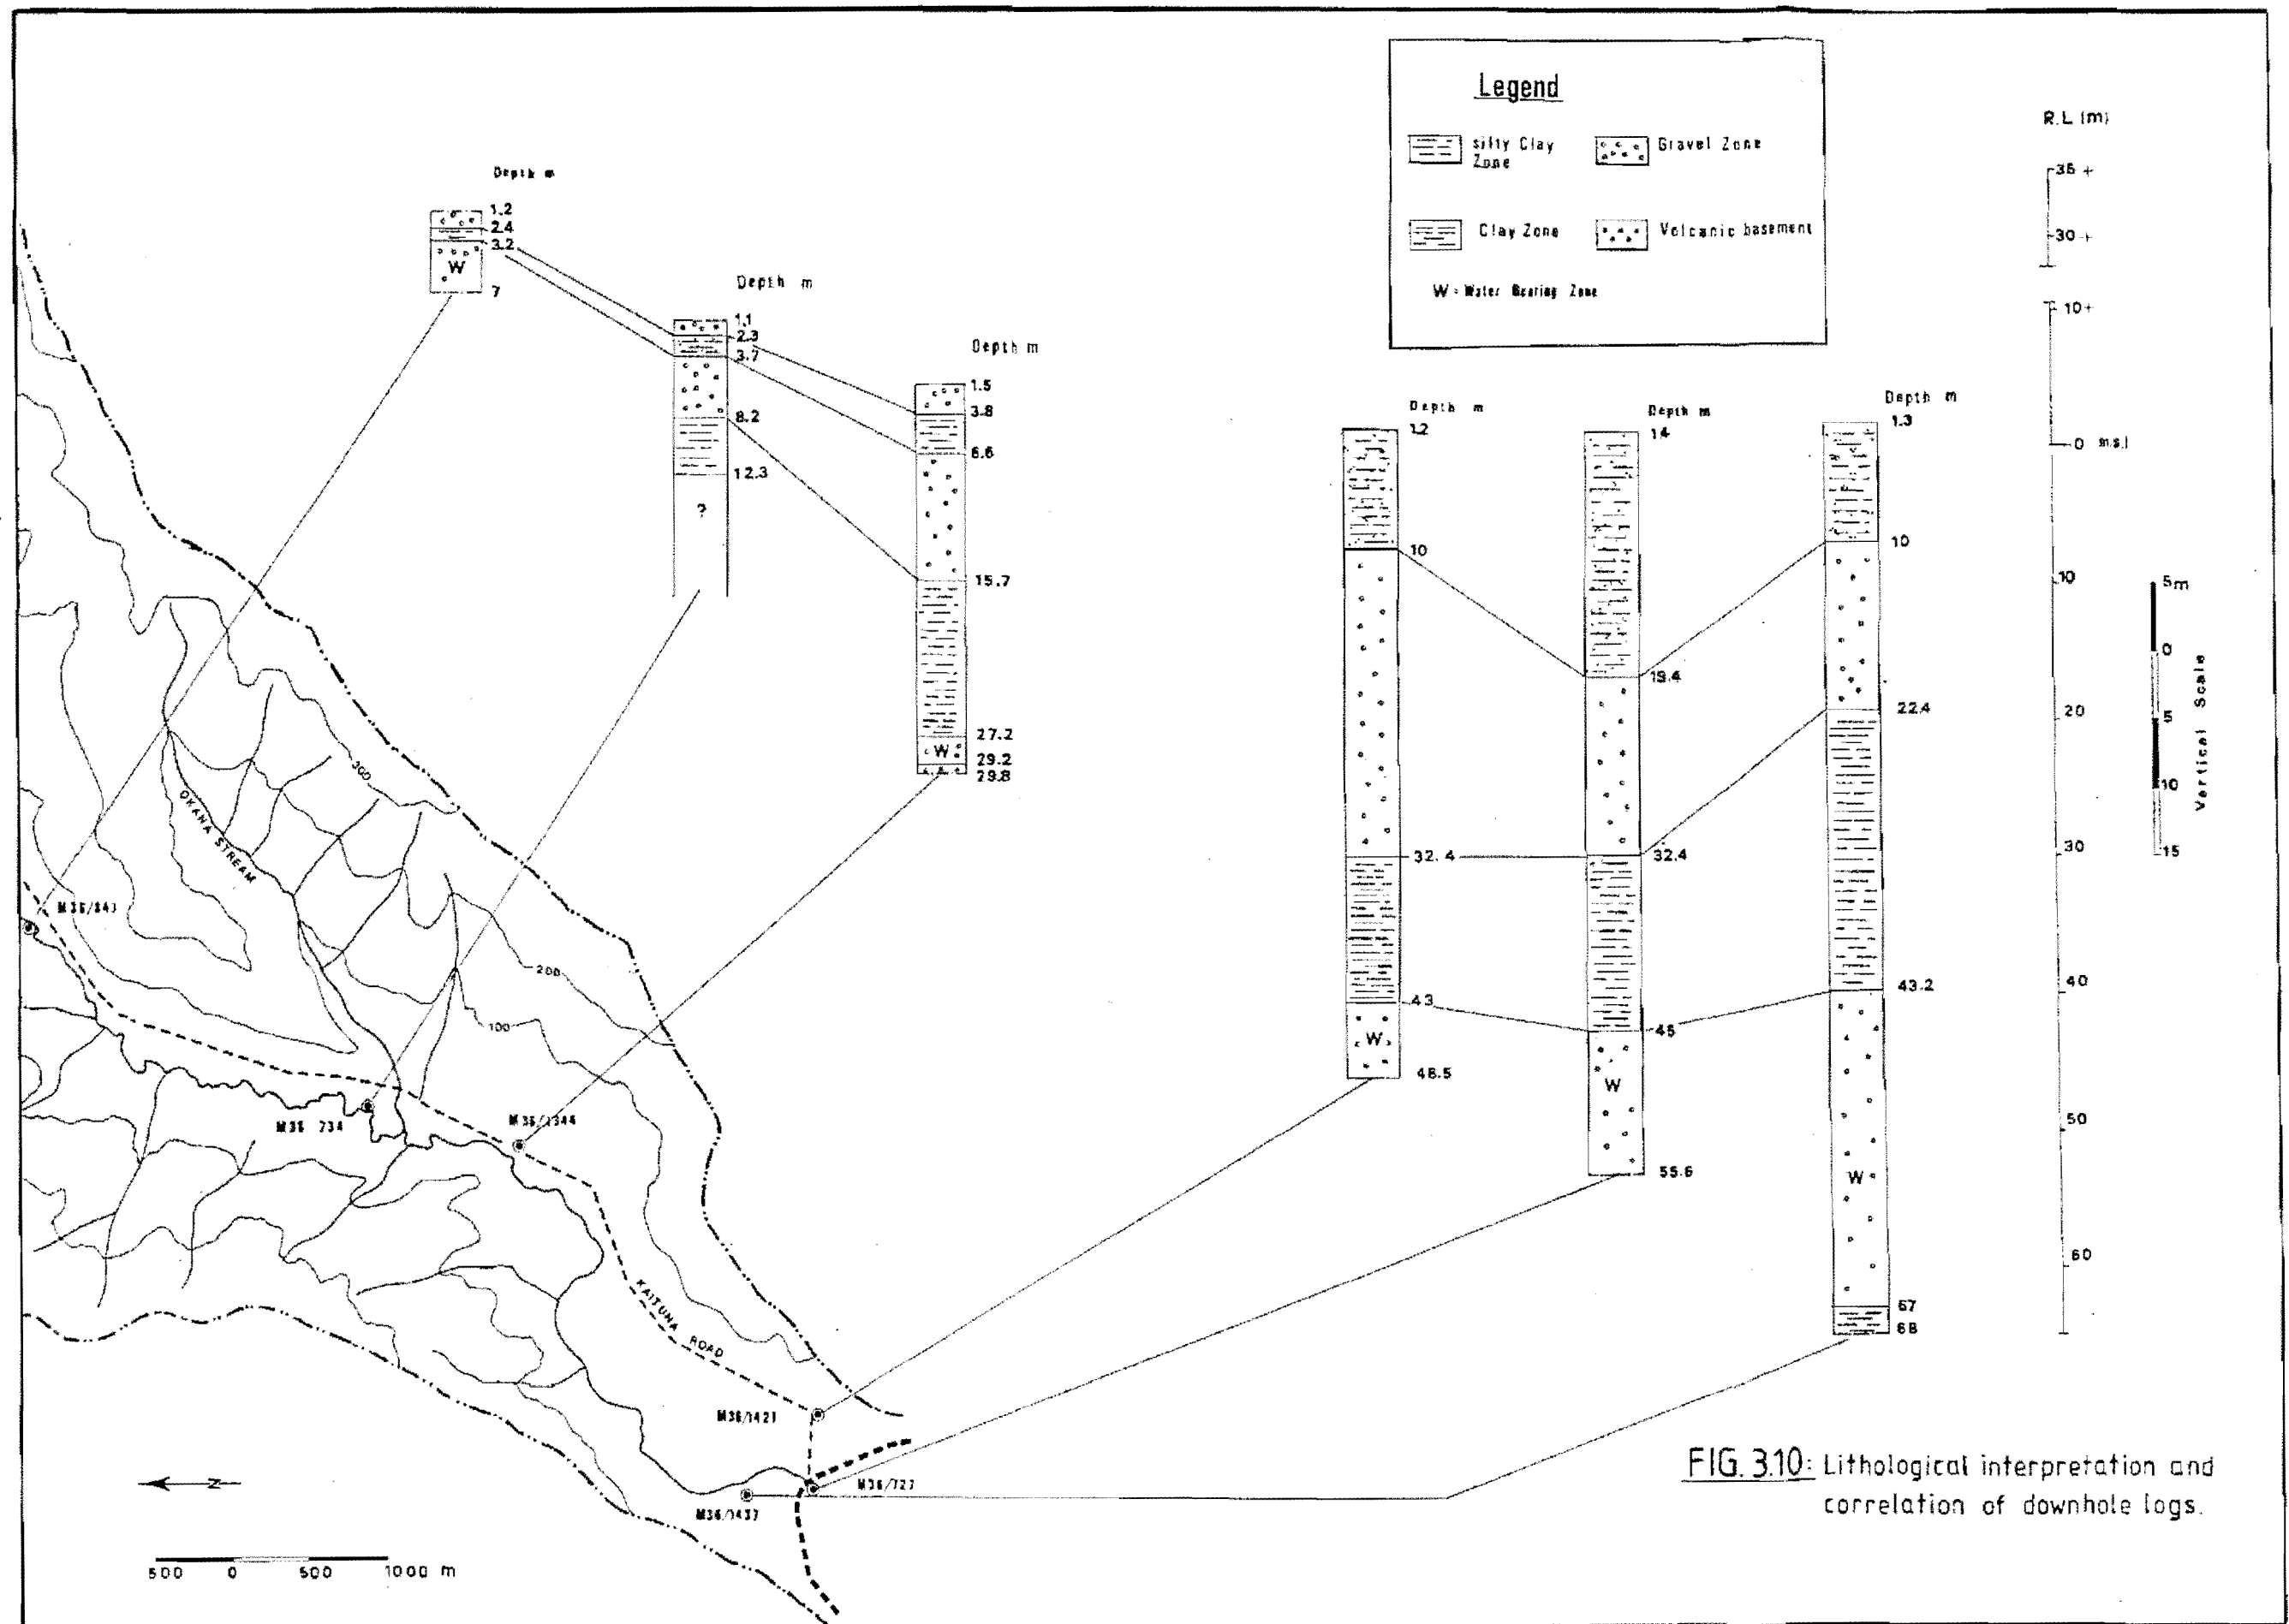 Legend
silty Clay
Zone
Gravel Zone
Clay Zone
Volcanic basement
W = Water Bearing Zone
R.L (m)
35 +
30 +
10 +
0 m.s.l
10
20
30
40
50
60
5m
0
5
10
15
Vertical Scale
Depth m
1.2
2.4
3.2
W
7
Depth m
1.1
2.3
3.7
8.2
12.3
?
Depth m
1.5
3.8
6.6
15.7
27.2
W
29.2
29.8
Depth m
1.2
10
32.4
43
W
48.5
Depth m
1.4
19.4
32.4
45
W
55.6
Depth m
1.3
10
22.4
43.2
W
67
68
300
OKANA STREAM
200
100
M36 734
KAITUNA ROAD
M36/1421
M36/727
M36/1437
N
500 0 500 1000 m
FIG. 3.10: Lithological interpretation and
correlation of downhole logs.